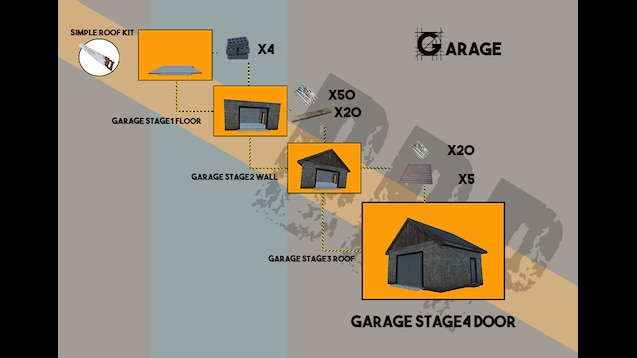 SIMPLE ROOF KIT
X4
GARAGE
X50
X20
GARAGE STAGE1 FLOOR
X20
GARAGE STAGE2 WALL
X5
GARAGE STAGE3 ROOF
GARAGE STAGE4 DOOR